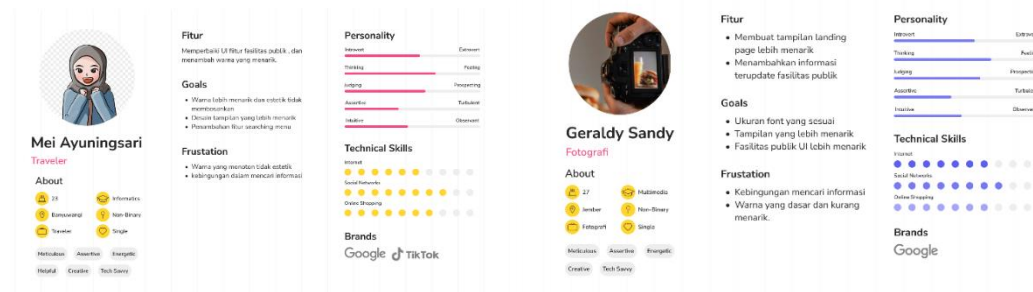 Mei Ayuningsari
Traveler
About
23
Informatics
Banyuwangi
Non-Binary
Traveler
Single
Meticulous
Assertive
Energetic
Helpful
Creative
Tech Savvy
Fitur
Memperbaiki UI fitur fasilitas publik , dan
menambah warna yang menarik.
Goals
• Warna lebih menarik dan estetik tidak
membosankan
• Desain tampilan yang lebih menarik
• Penambahan fitur searching menu
Frustation
• Warna yang monoton tidak estetik
• kebingungan dalam mencari informasi
Personality
Introvert
Extrovert
Thinking
Feeling
Judging
Prospecting
Assertive
Turbulent
Intuitive
Observant
Technical Skills
Internet
Social Networks
Online Shopping
Brands
Google
TikTok
Geraldy Sandy
Fotografi
About
27
Multimedia
Jember
Non-Binary
Fotografi
Single
Meticulous
Assertive
Energetic
Creative
Tech Savvy
Fitur
• Membuat tampilan landing
page lebih menarik
• Menambahkan informasi
terupdate fasilitas publik
Goals
• Ukuran font yang sesuai
• Tampilan yang lebih menarik
• Fasilitas publik UI lebih menarik
Frustation
• Kebingungan mencari informasi
• Warna yang dasar dan kurang
menarik.
Personality
Introvert
Thinking
Judging
Assertive
Intuitive
Technical Skills
Internet
Social Networks
Online Shopping
Brands
Google